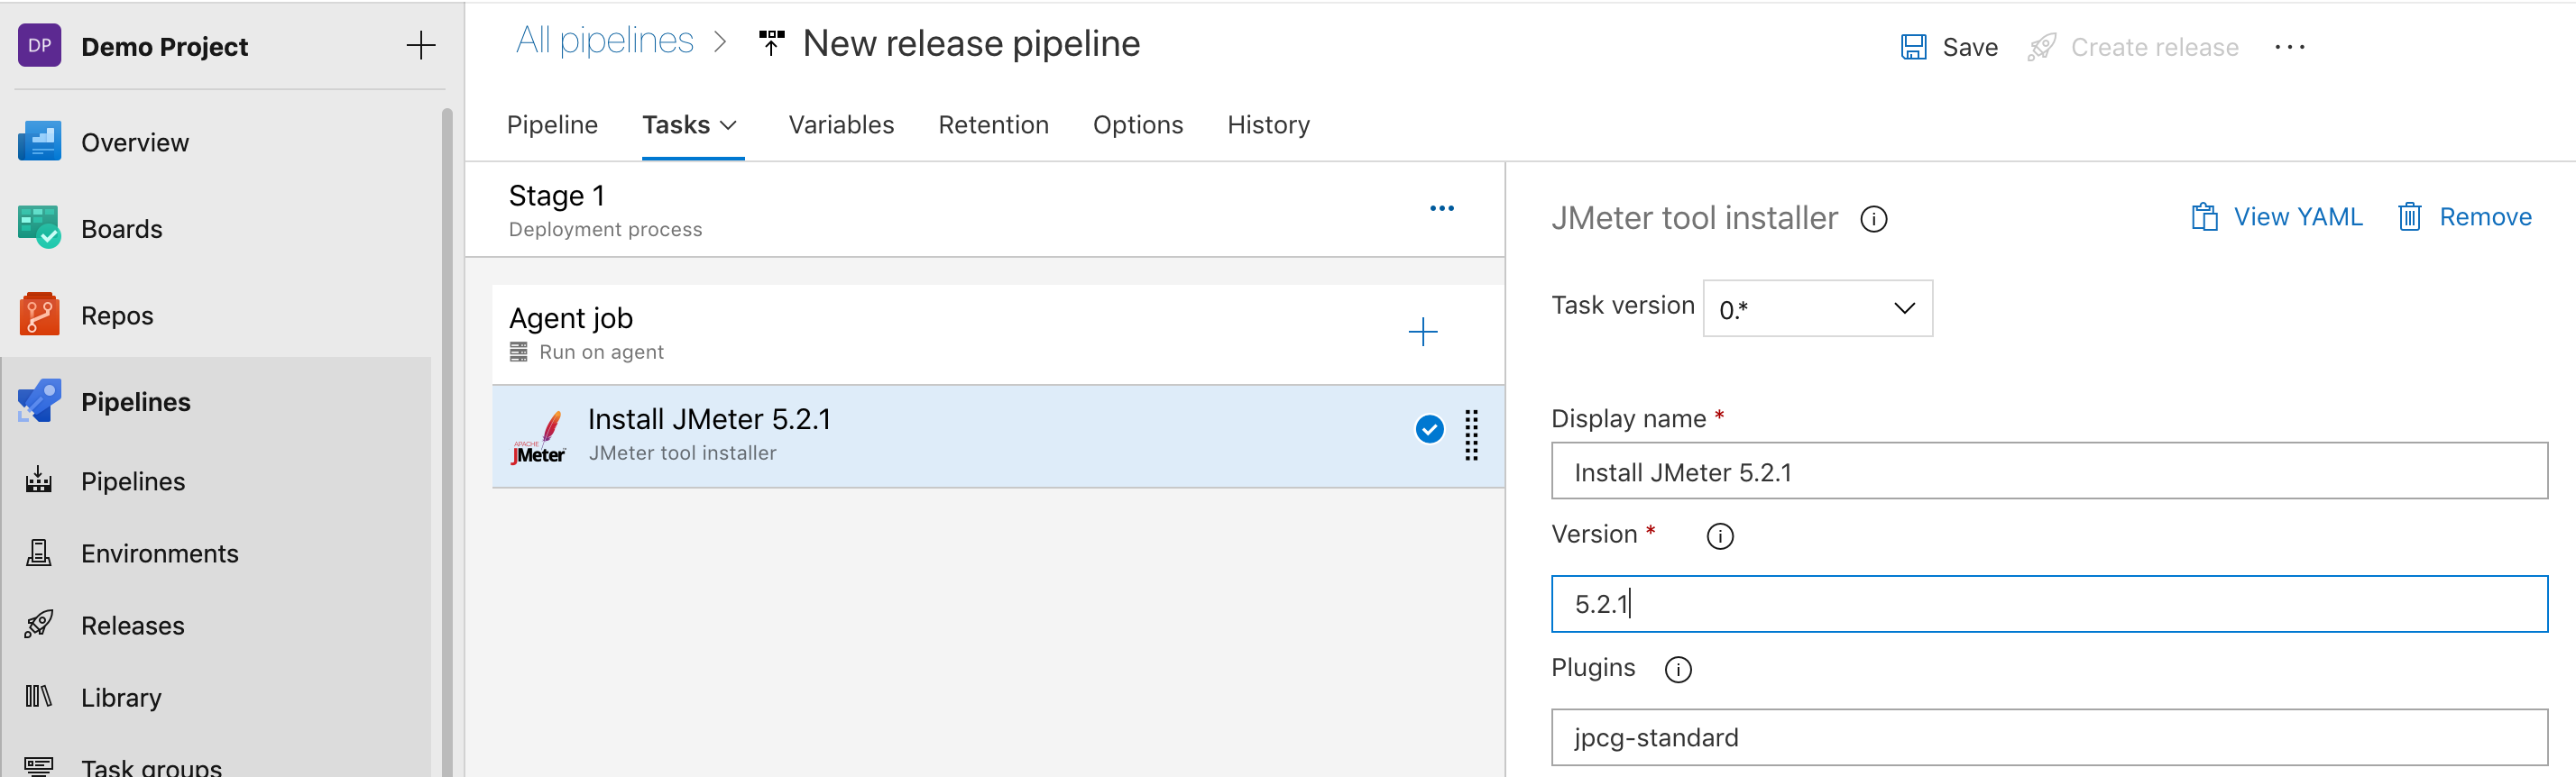 DP Demo Project
Overview
Boards
Repos
Pipelines
Pipelines
Environments
Releases
Library
Task groups
All pipelines > New release pipeline
Save Create release ...
Pipeline Tasks Variables Retention Options History
Stage 1
Deployment process
Agent job
Run on agent
APACHE
JMeter™
Install JMeter 5.2.1
JMeter tool installer
JMeter tool installer
View YAML Remove
Task version 0.*
Display name *
Install JMeter 5.2.1
Version *
5.2.1
Plugins
jpcg-standard